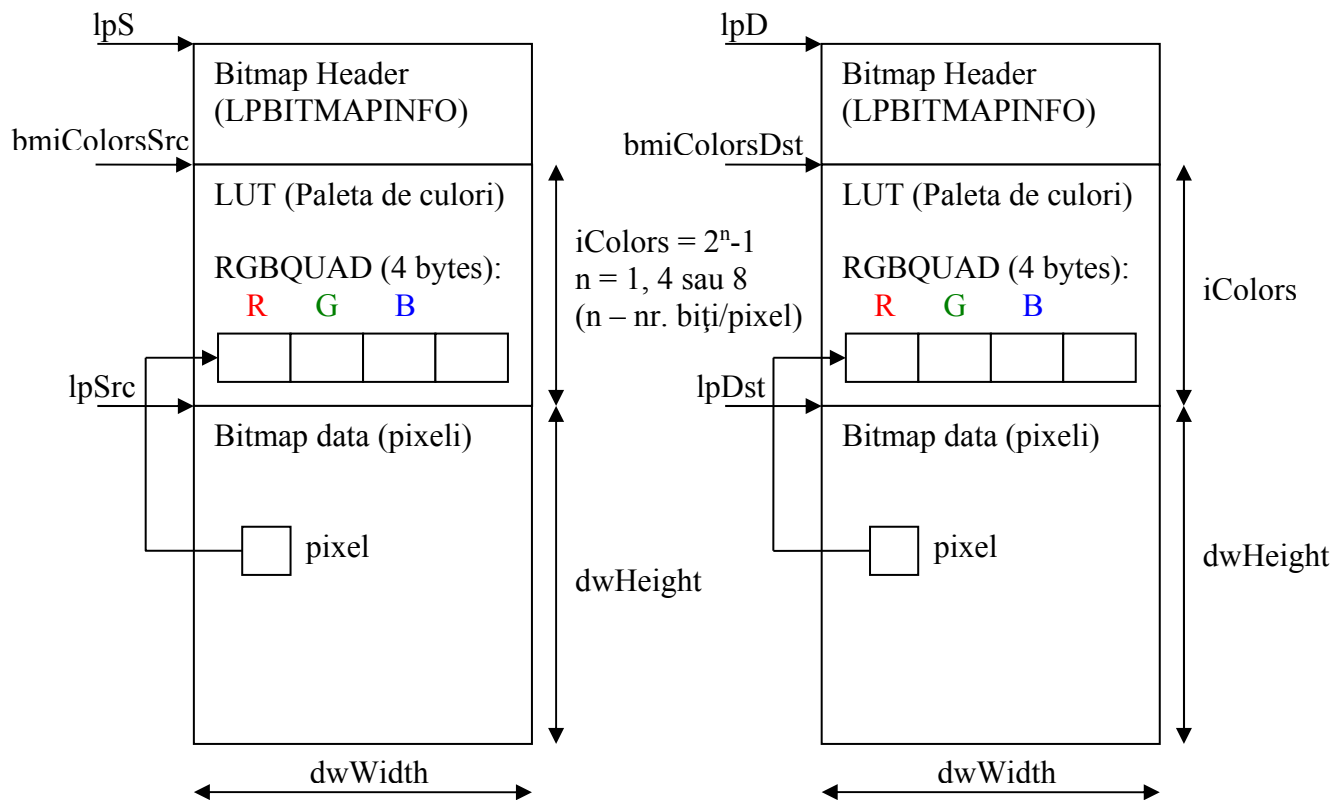 lpS
Bitmap Header
(LPBITMAPINFO)
bmiColorsSrc
LUT (Paleta de culori)
RGBQUAD (4 bytes):
R G B
iColors = 2ⁿ-1
n = 1, 4 sau 8
(n – nr. biţi/pixel)
lpSrc
Bitmap data (pixeli)
pixel
dwHeight
dwWidth
lpD
Bitmap Header
(LPBITMAPINFO)
bmiColorsDst
LUT (Paleta de culori)
RGBQUAD (4 bytes):
R G B
iColors
lpDst
Bitmap data (pixeli)
pixel
dwHeight
dwWidth